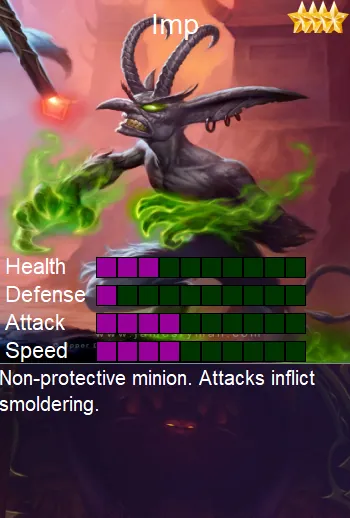 Imp
Health
Defense
Attack
Speed
Non-protective minion. Attacks inflict
smoldering.